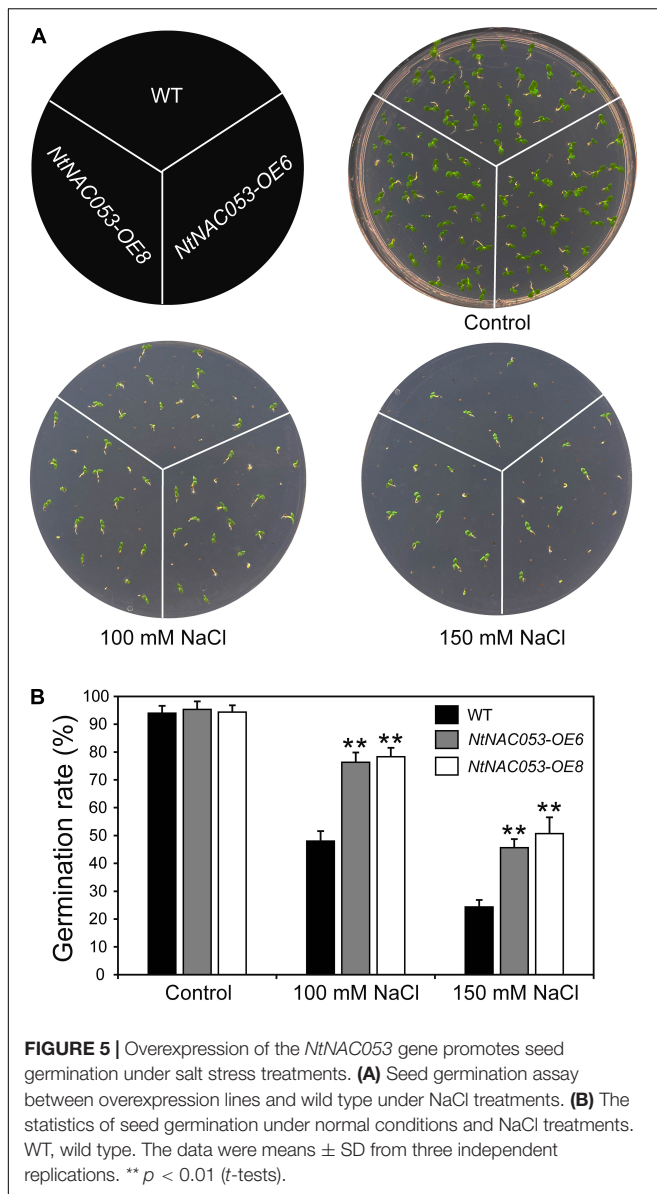 A
WT
NtNAC053-OE8
NtNAC053-OE6
Control
100 mM NaCl
150 mM NaCl
B
Germination rate (%)
100
90
80
70
60
50
40
30
20
10
0
WT
NtNAC053-OE6
NtNAC053-OE8
** **
** **
Control
100 mM NaCl
150 mM NaCl
FIGURE 5 | Overexpression of the NtNAC053 gene promotes seed
germination under salt stress treatments. (A) Seed germination assay
between overexpression lines and wild type under NaCl treatments. (B) The
statistics of seed germination under normal conditions and NaCl treatments.
WT, wild type. The data were means ± SD from three independent
replications. ** p < 0.01 (t-tests).